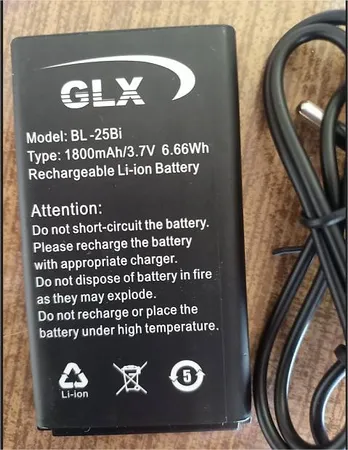 GLX
Model: BL -25Bi
Type: 1800mAh/3.7V 6.66Wh
Rechargeable Li-ion Battery
Attention:
Do not short-circuit the battery.
Please recharge the battery
with appropriate charger.
Do not dispose of battery in fire
as they may explode.
Do not recharge or place the
battery under high temperature.
5
Li-ion